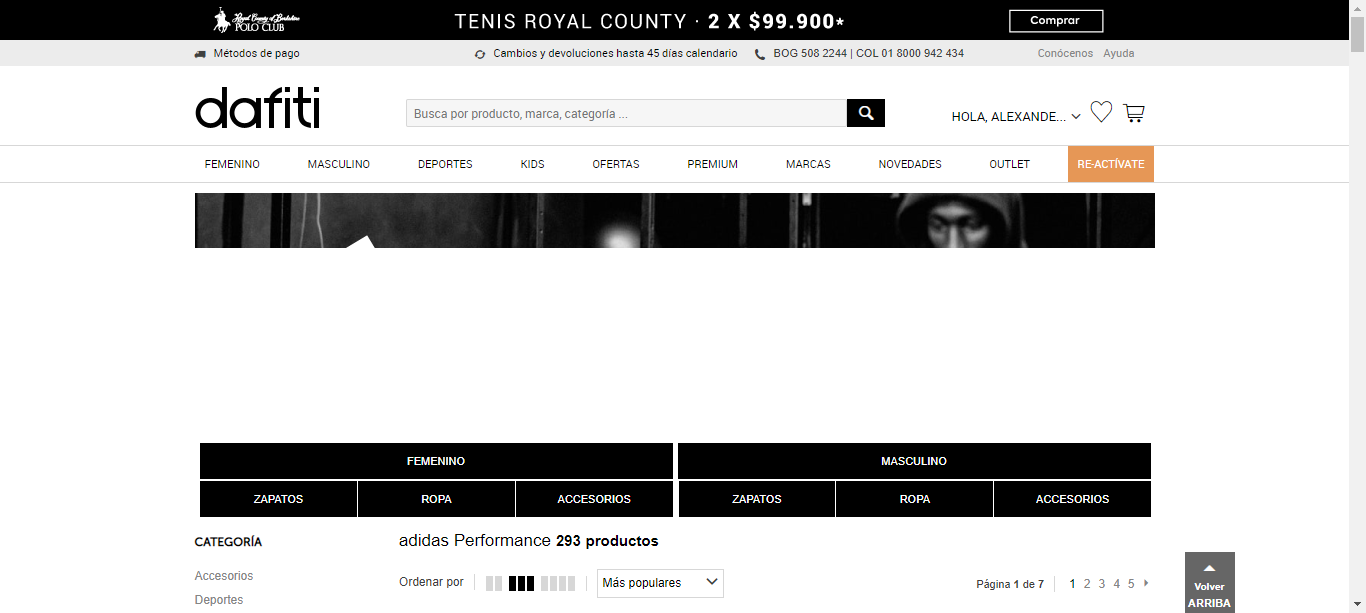 Royal County of Berkshire
POLO CLUB
TENIS ROYAL COUNTY · 2 X $99.900*
Comprar
Métodos de pago
Cambios y devoluciones hasta 45 días calendario
BOG 508 2244 | COL 01 8000 942 434
Conócenos Ayuda
dafiti
Busca por producto, marca, categoría ...
HOLA, ALEXANDE...
FEMENINO MASCULINO DEPORTES KIDS OFERTAS PREMIUM MARCAS NOVEDADES OUTLET RE-ACTÍVATE
FEMENINO MASCULINO
ZAPATOS ROPA ACCESORIOS ZAPATOS ROPA ACCESORIOS
CATEGORÍA
adidas Performance 293 productos
Accesorios
Deportes
Ordenar por
Más populares
Página 1 de 7
1 2 3 4 5
Volver
ARRIBA